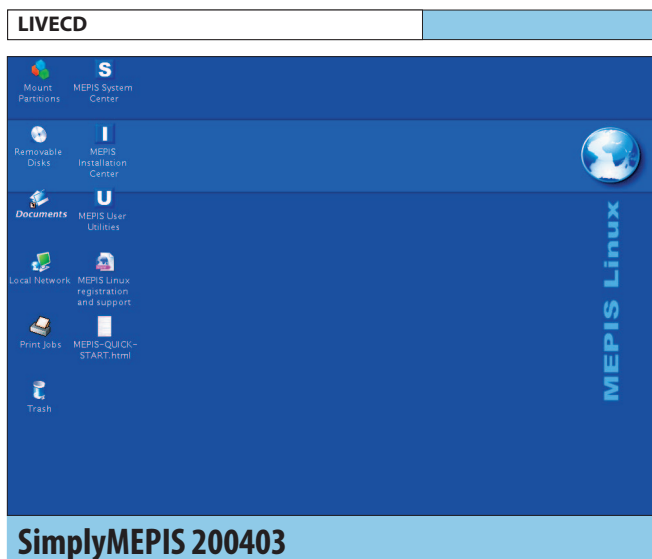 LIVECD
Mount
Partitions
S
MEPIS System
Center
Removable
Disks
I
MEPIS
Installation
Center
Documents
U
MEPIS User
Utilities
Local Network
MEPIS Linux
registration
and support
Print Jobs
MEPIS-QUICK-
START.html
Trash
MEPIS Linux
SimplyMEPIS 200403